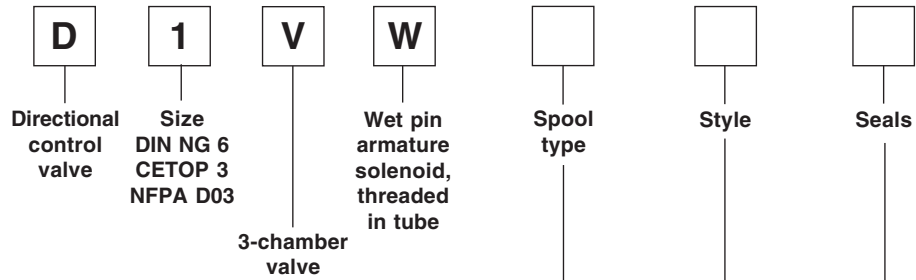 D 1 V W
Directional
control
valve
Size
DIN NG 6
CETOP 3
NFPA D03
3-chamber
valve
Wet pin
armature
solenoid,
threaded
in tube
Spool
type
Style
Seals